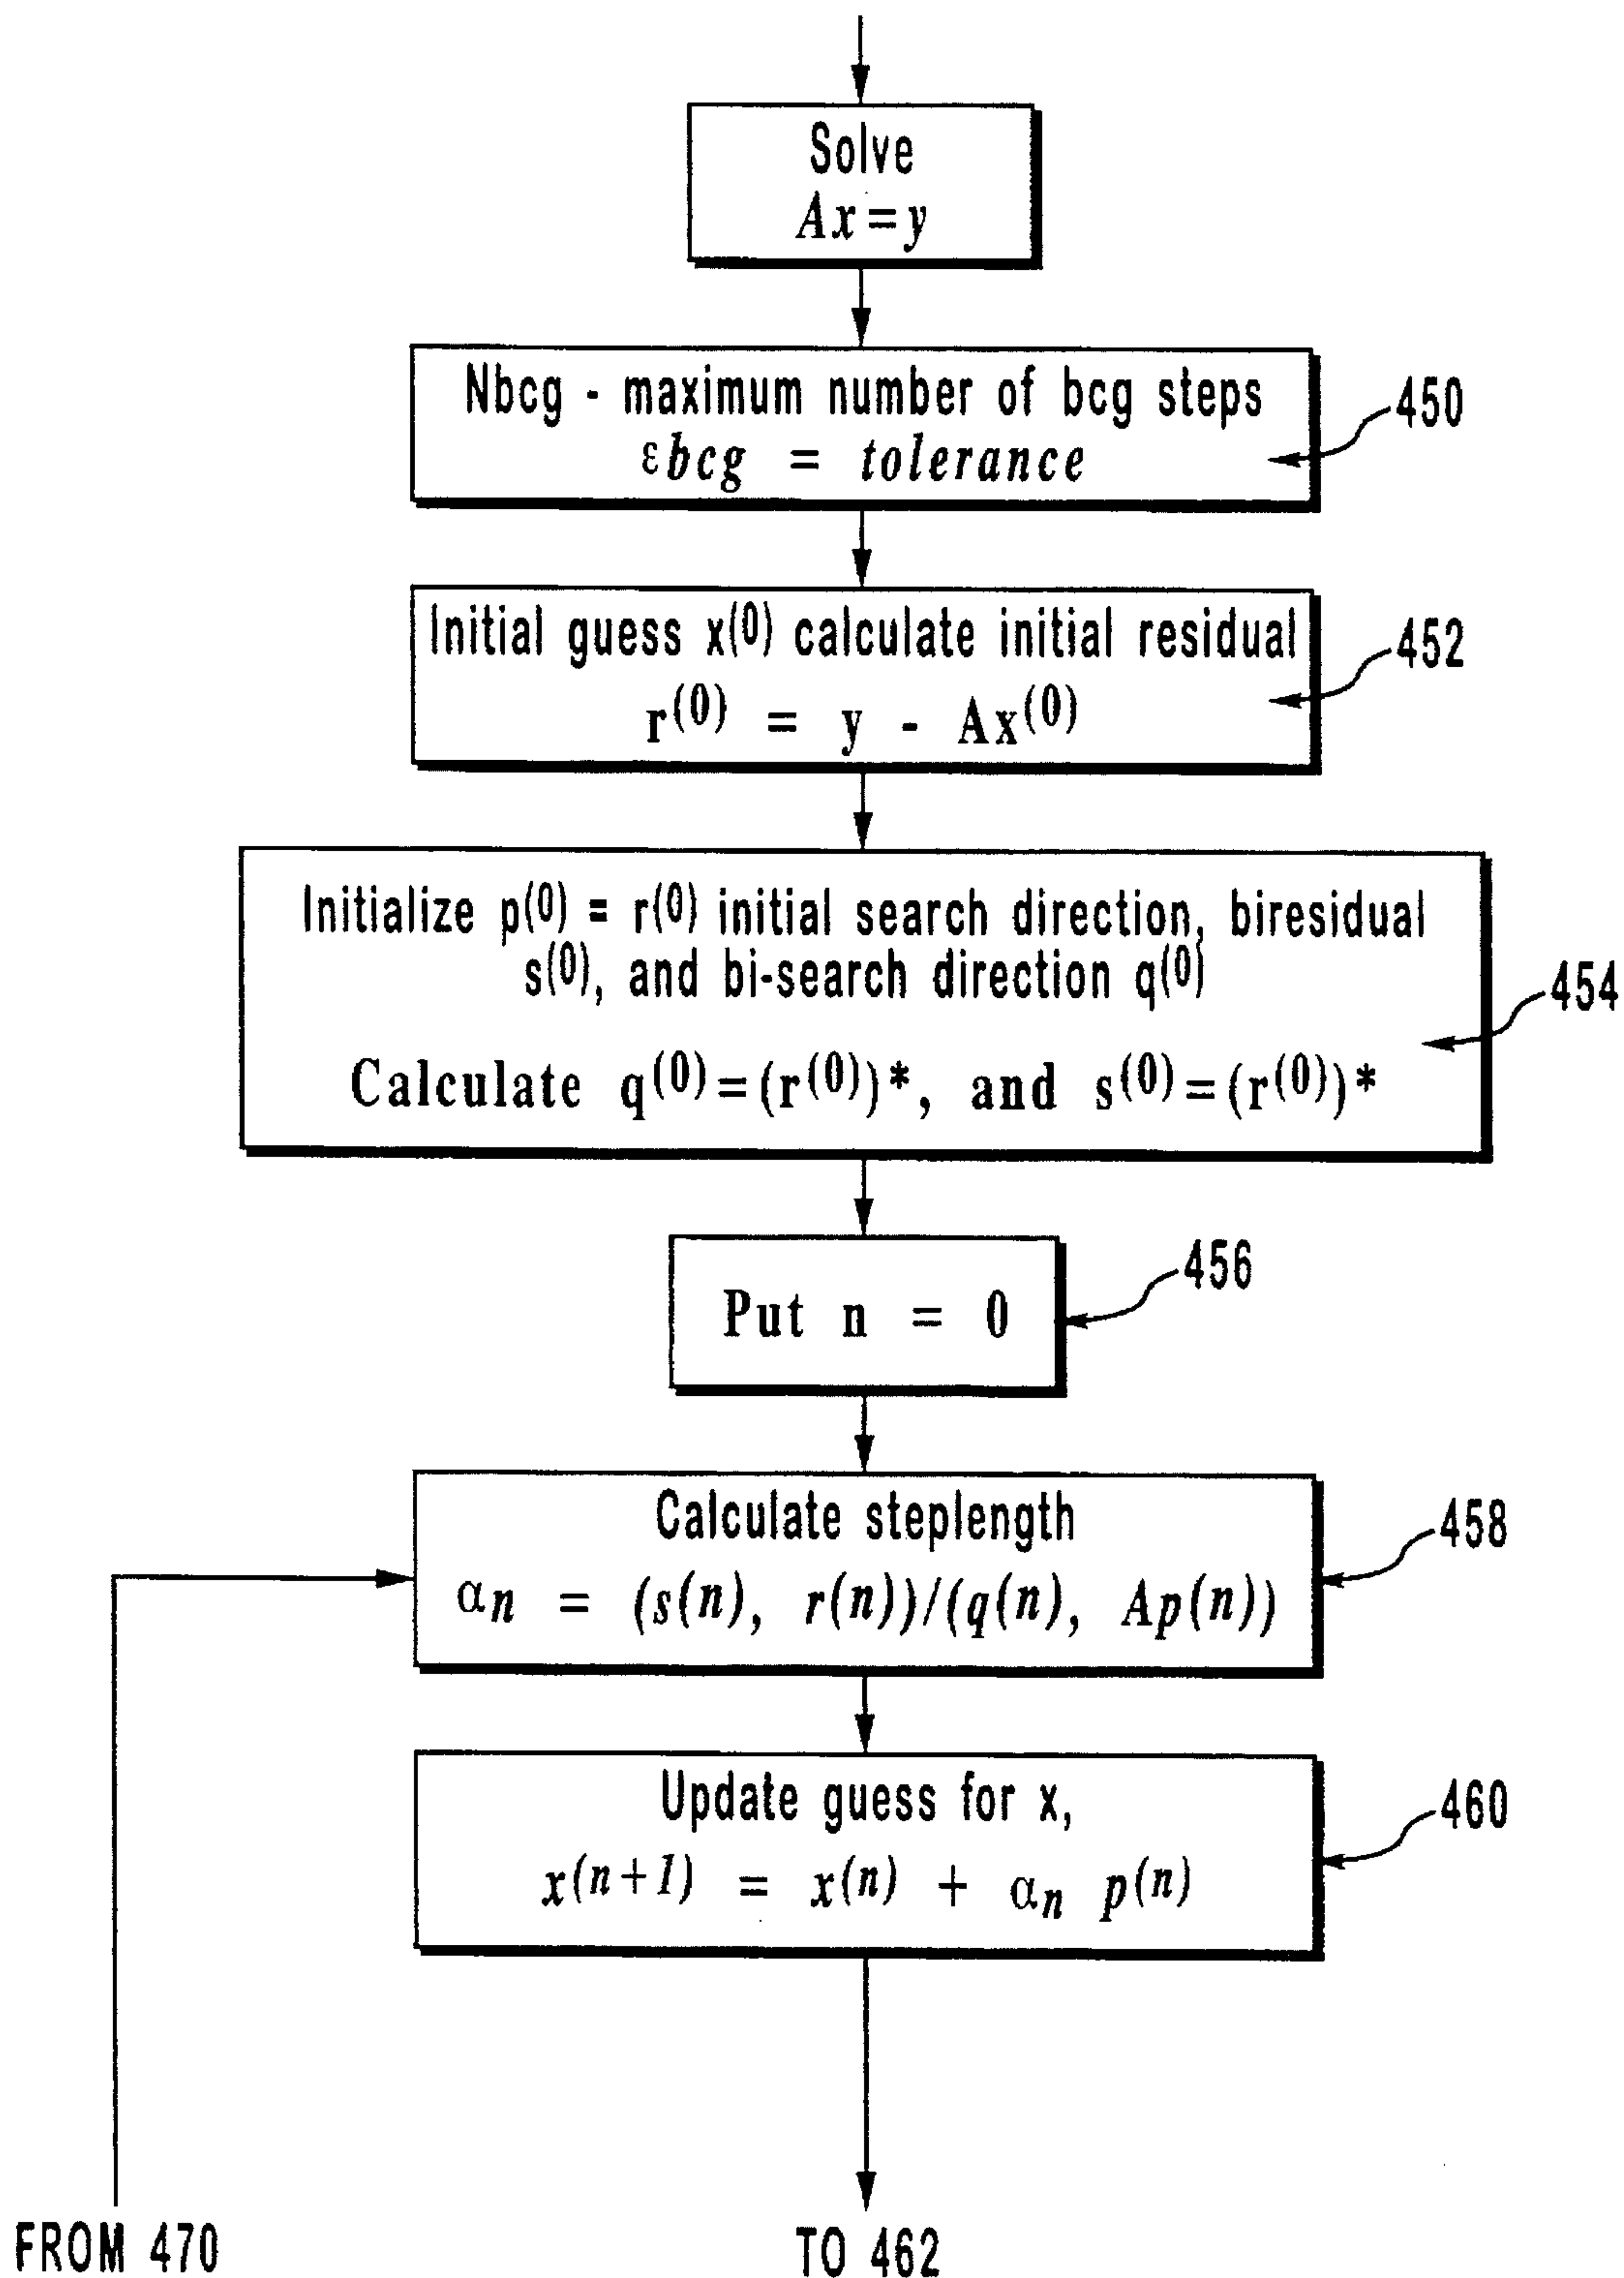 Solve
Ax=y
Nbcg - maximum number of bcg steps
εbcg = tolerance
450
Initial guess x(0) calculate initial residual
r(0) = y - Ax(0)
452
Initialize p(0) = r(0) initial search direction, biresidual
s(0), and bi-search direction q(0)
Calculate q(0)=(r(0))*, and s(0)=(r(0))*
454
Put n = 0
456
Calculate steplength
αn = (s(n), r(n))/(q(n), Ap(n))
458
Update guess for x,
x(n+1) = x(n) + αn p(n)
460
FROM 470
TO 462